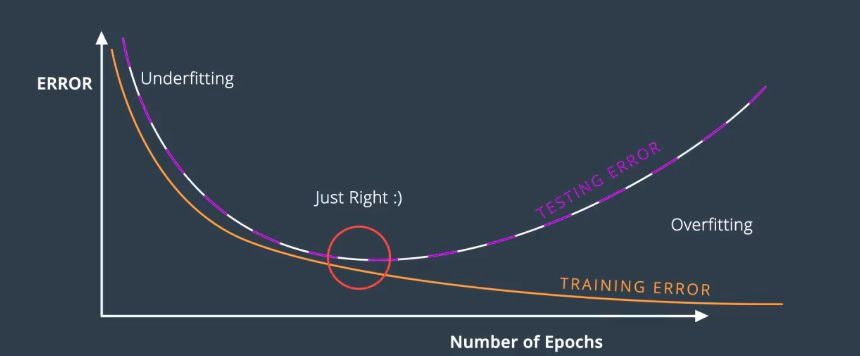 ERROR
Underfitting
Just Right :)
TESTING ERROR
Overfitting
TRAINING ERROR
Number of Epochs